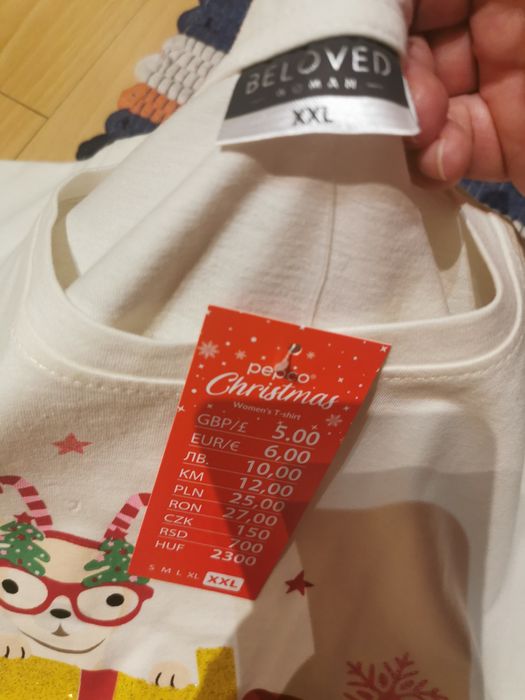 BELOVED
WOMAN
XXL
pepco®
Christmas
Women's T-shirt
GBP/£ 5.00
EUR/€ 6,00
ЛВ. 10,00
KM 12,00
PLN 25,00
RON 27,00
CZK 150
RSD 700
HUF 2300
S M L XL XXL